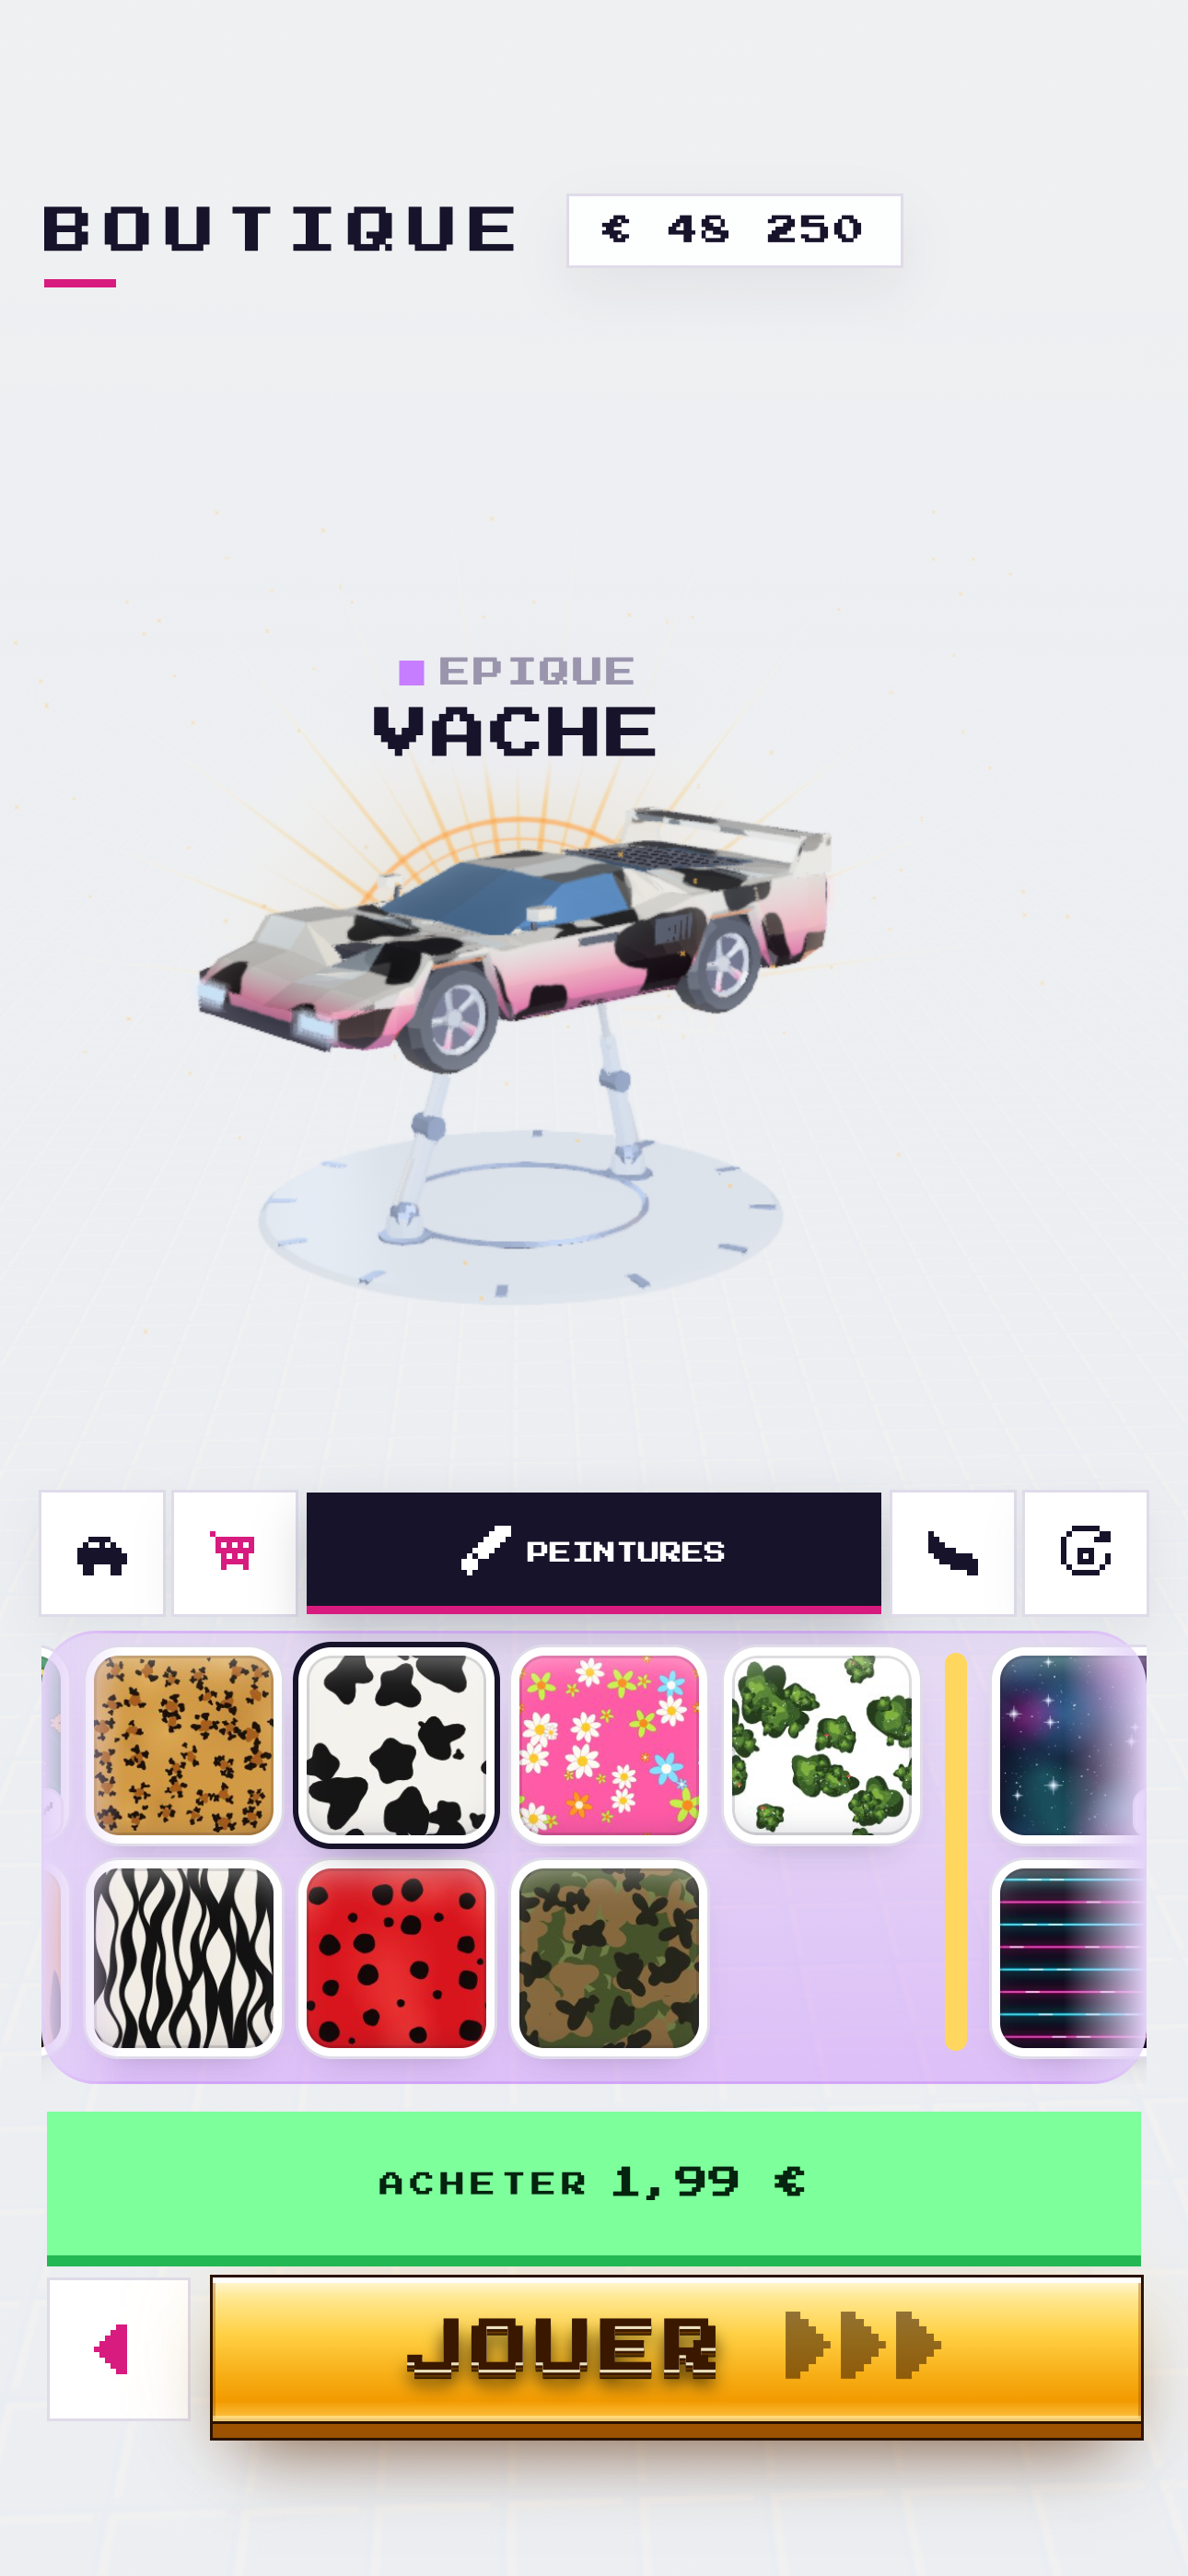 BOUTIQUE
€ 48 250
EPIQUE
VACHE
PEINTURES
ACHETER 1,99 €
JOUER